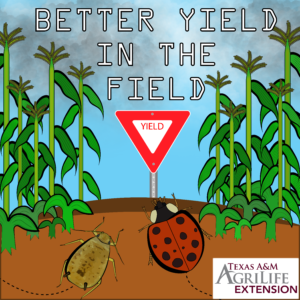 BETTER YIELD
IN THE
FIELD
YIELD
TEXAS A&M
AGRILIFE
EXTENSION